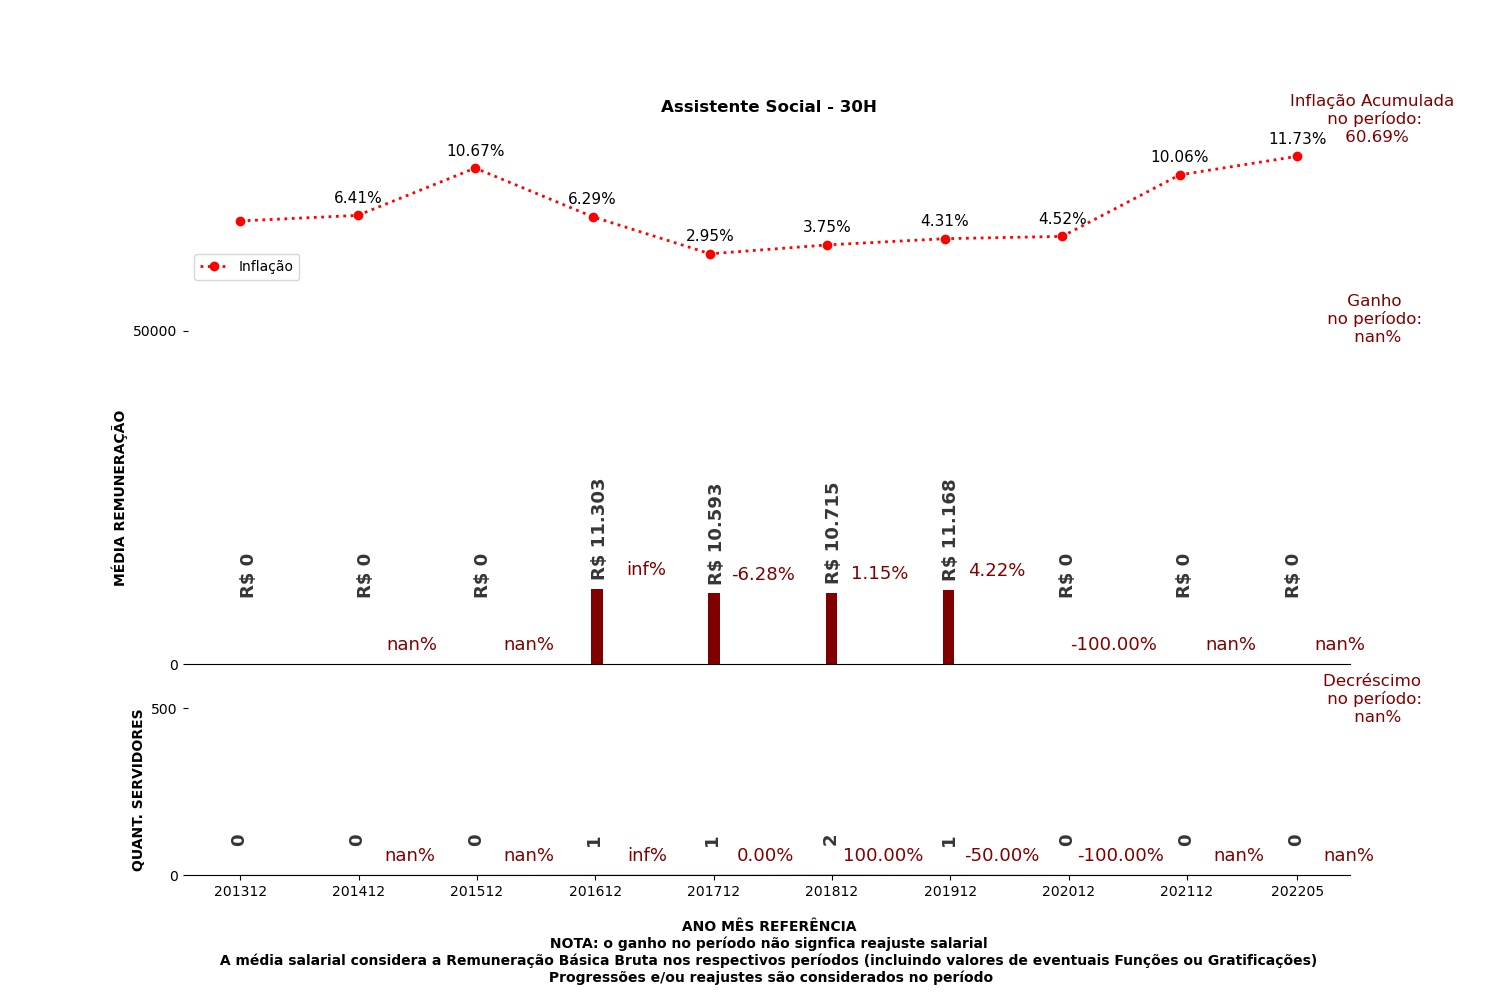 Assistente Social - 30H
Inflação Acumulada
no período:
60.69%
6.41%
10.67%
6.29%
2.95%
3.75%
4.31%
4.52%
10.06%
11.73%
Inflação
Ganho
no período:
nan%
50000
0
MÉDIA REMUNERAÇÃO
R$ 0
R$ 0
R$ 0
R$ 11.303
R$ 10.593
R$ 10.715
R$ 11.168
R$ 0
R$ 0
R$ 0
nan%
nan%
inf%
-6.28%
1.15%
4.22%
-100.00%
nan%
nan%
Decréscimo
no período:
nan%
500
0
QUANT. SERVIDORES
0
0
0
1
1
2
1
0
0
0
nan%
nan%
inf%
0.00%
100.00%
-50.00%
-100.00%
nan%
nan%
201312
201412
201512
201612
201712
201812
201912
202012
202112
202205
ANO MÊS REFERÊNCIA
NOTA: o ganho no período não signfica reajuste salarial
A média salarial considera a Remuneração Básica Bruta nos respectivos períodos (incluindo valores de eventuais Funções ou Gratificações)
Progressões e/ou reajustes são considerados no período